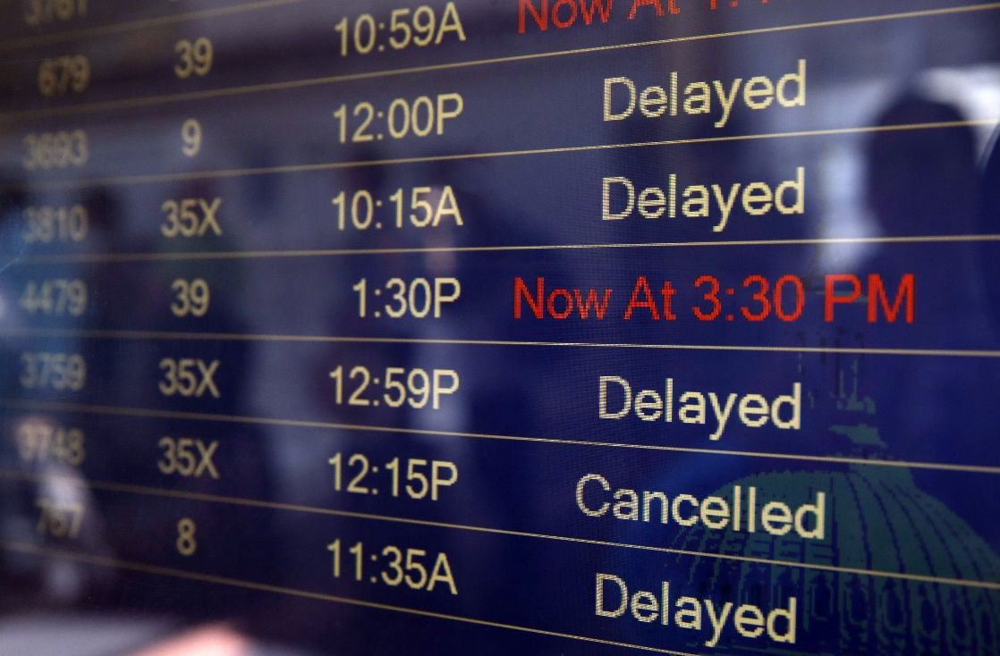 679 39 10:59A Now At
3693 9 12:00P Delayed
3810 35X 10:15A Delayed
4479 39 1:30P Now At 3:30 PM
3759 35X 12:59P Delayed
9748 35X 12:15P Cancelled
767 8 11:35A Delayed